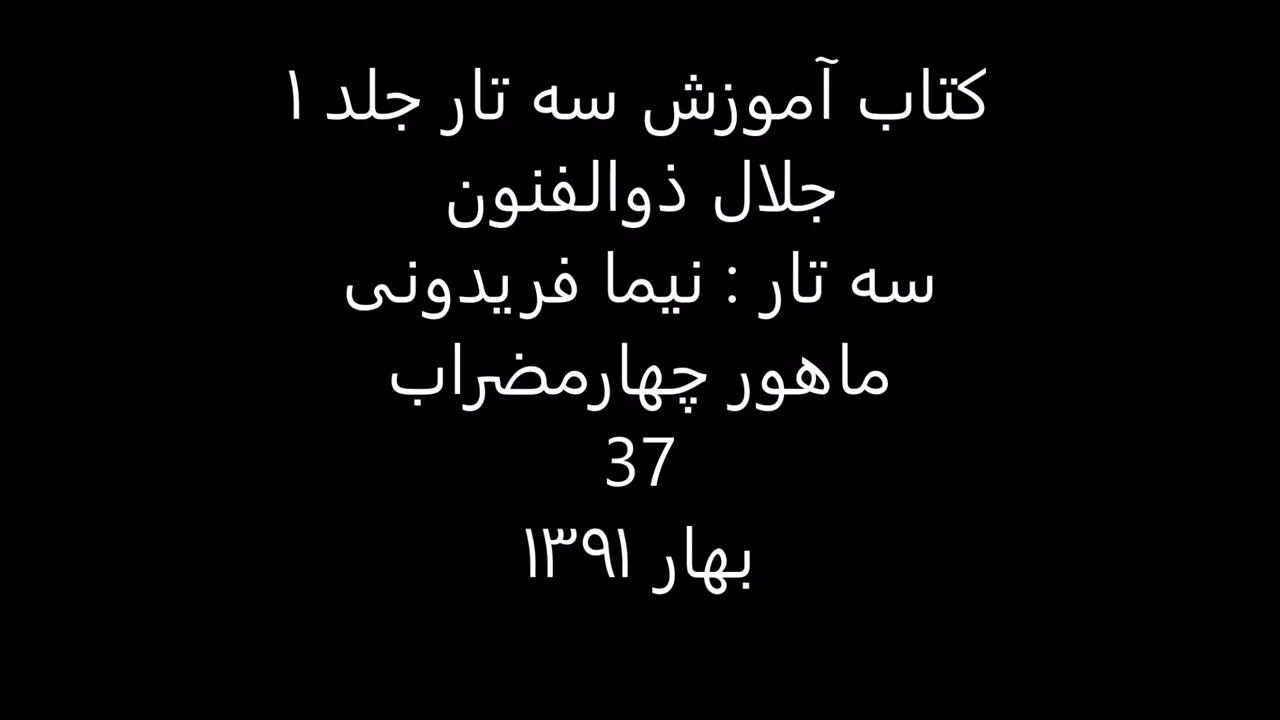 کتاب آموزش سه تار جلد ۱
جلال ذوالفنون
سه تار : نیما فریدونی
ماهور چهارمضراب
37
بهار ۱۳۹۱